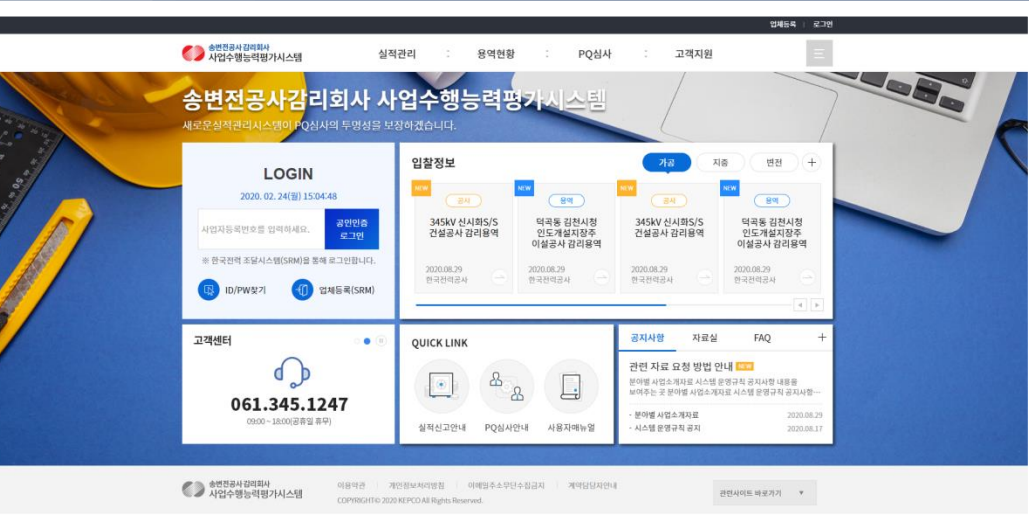 업체등록 로그인
송변전공사 감리회사
사업수행능력평가시스템
실적관리 : 용역현황 : PQ심사 : 고객지원
송변전공사감리회사 사업수행능력평가시스템
새로운실적관리시스템이 PQ심사의 투명성을 보장하겠습니다.
LOGIN
2020. 02. 24(월) 15:04:48
사업자등록번호를 입력하세요.
공인인증
로그인
※ 한국전력 조달시스템(SRM)을 통해 로그인합니다.
ID/PW찾기
업체등록(SRM)
입찰정보
가공 지중 변전 +
NEW
공사
345kV 신시화S/S
건설공사 감리용역
2020.08.29
한국전력공사
NEW
용역
덕곡동 김천시청
인도개설지장주
이설공사 감리용역
2020.08.29
한국전력공사
NEW
공사
345kV 신시화S/S
건설공사 감리용역
2020.08.29
한국전력공사
NEW
용역
덕곡동 김천시청
인도개설지장주
이설공사 감리용역
2020.08.29
한국전력공사
고객센터
061.345.1247
09:00 ~ 18:00(공휴일 휴무)
QUICK LINK
실적신고안내
PQ심사안내
사용자매뉴얼
공지사항 자료실 FAQ +
관련 자료 요청 방법 안내 NEW
분야별 사업소개자료 시스템 운영규칙 공지사항 내용을
보여주는 곳 분야별 사업소개자료 시스템 운영규칙 공지사항···
· 분야별 사업소개자료 2020.08.29
· 시스템 운영규칙 공지 2020.08.17
송변전공사 감리회사
사업수행능력평가시스템
이용약관 개인정보처리방침 이메일주소무단수집금지 계약담당자안내
COPYRIGHT© 2020 KEPCO All Rights Reserved.
관련사이트 바로가기